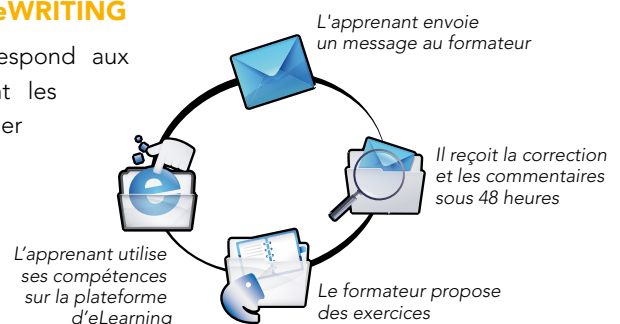 eWRITING
L'apprenant envoie
un message au formateur
espond aux
t les
er
Il reçoit la correction
et les commentaires
sous 48 heures
e
L'apprenant utilise
ses compétences
sur la plateforme
d'eLearning
Le formateur propose
des exercices